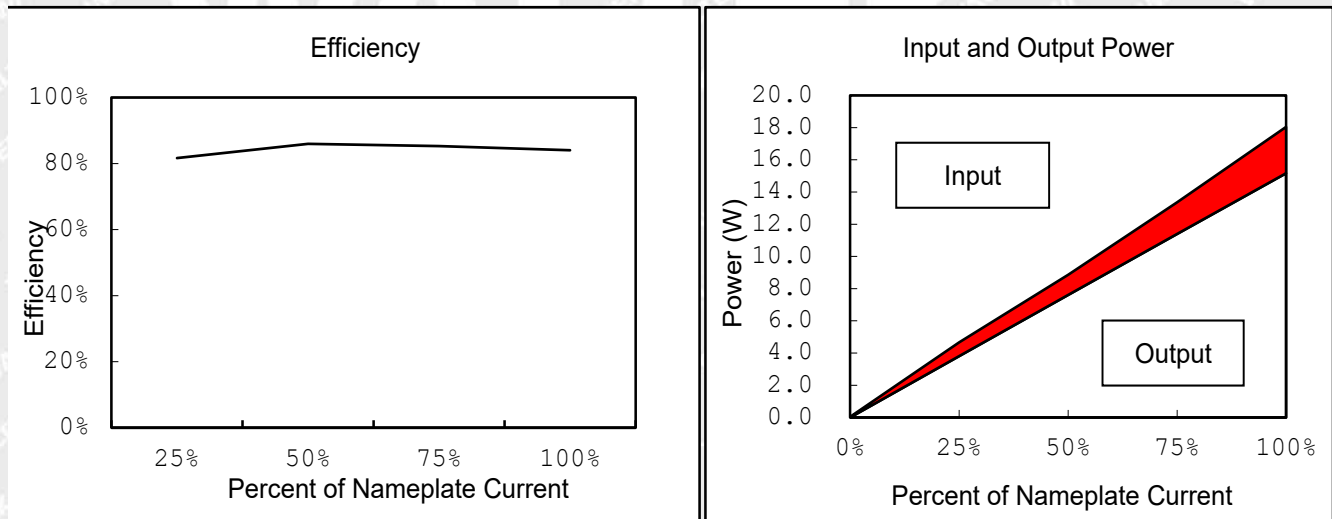 Efficiency
100%
80%
60%
40%
20%
0%
Efficiency
25% 50% 75% 100%
Percent of Nameplate Current
Input and Output Power
20.0
18.0
16.0
14.0
12.0
10.0
8.0
6.0
4.0
2.0
0.0
Power (W)
Input
Output
0% 25% 50% 75% 100%
Percent of Nameplate Current